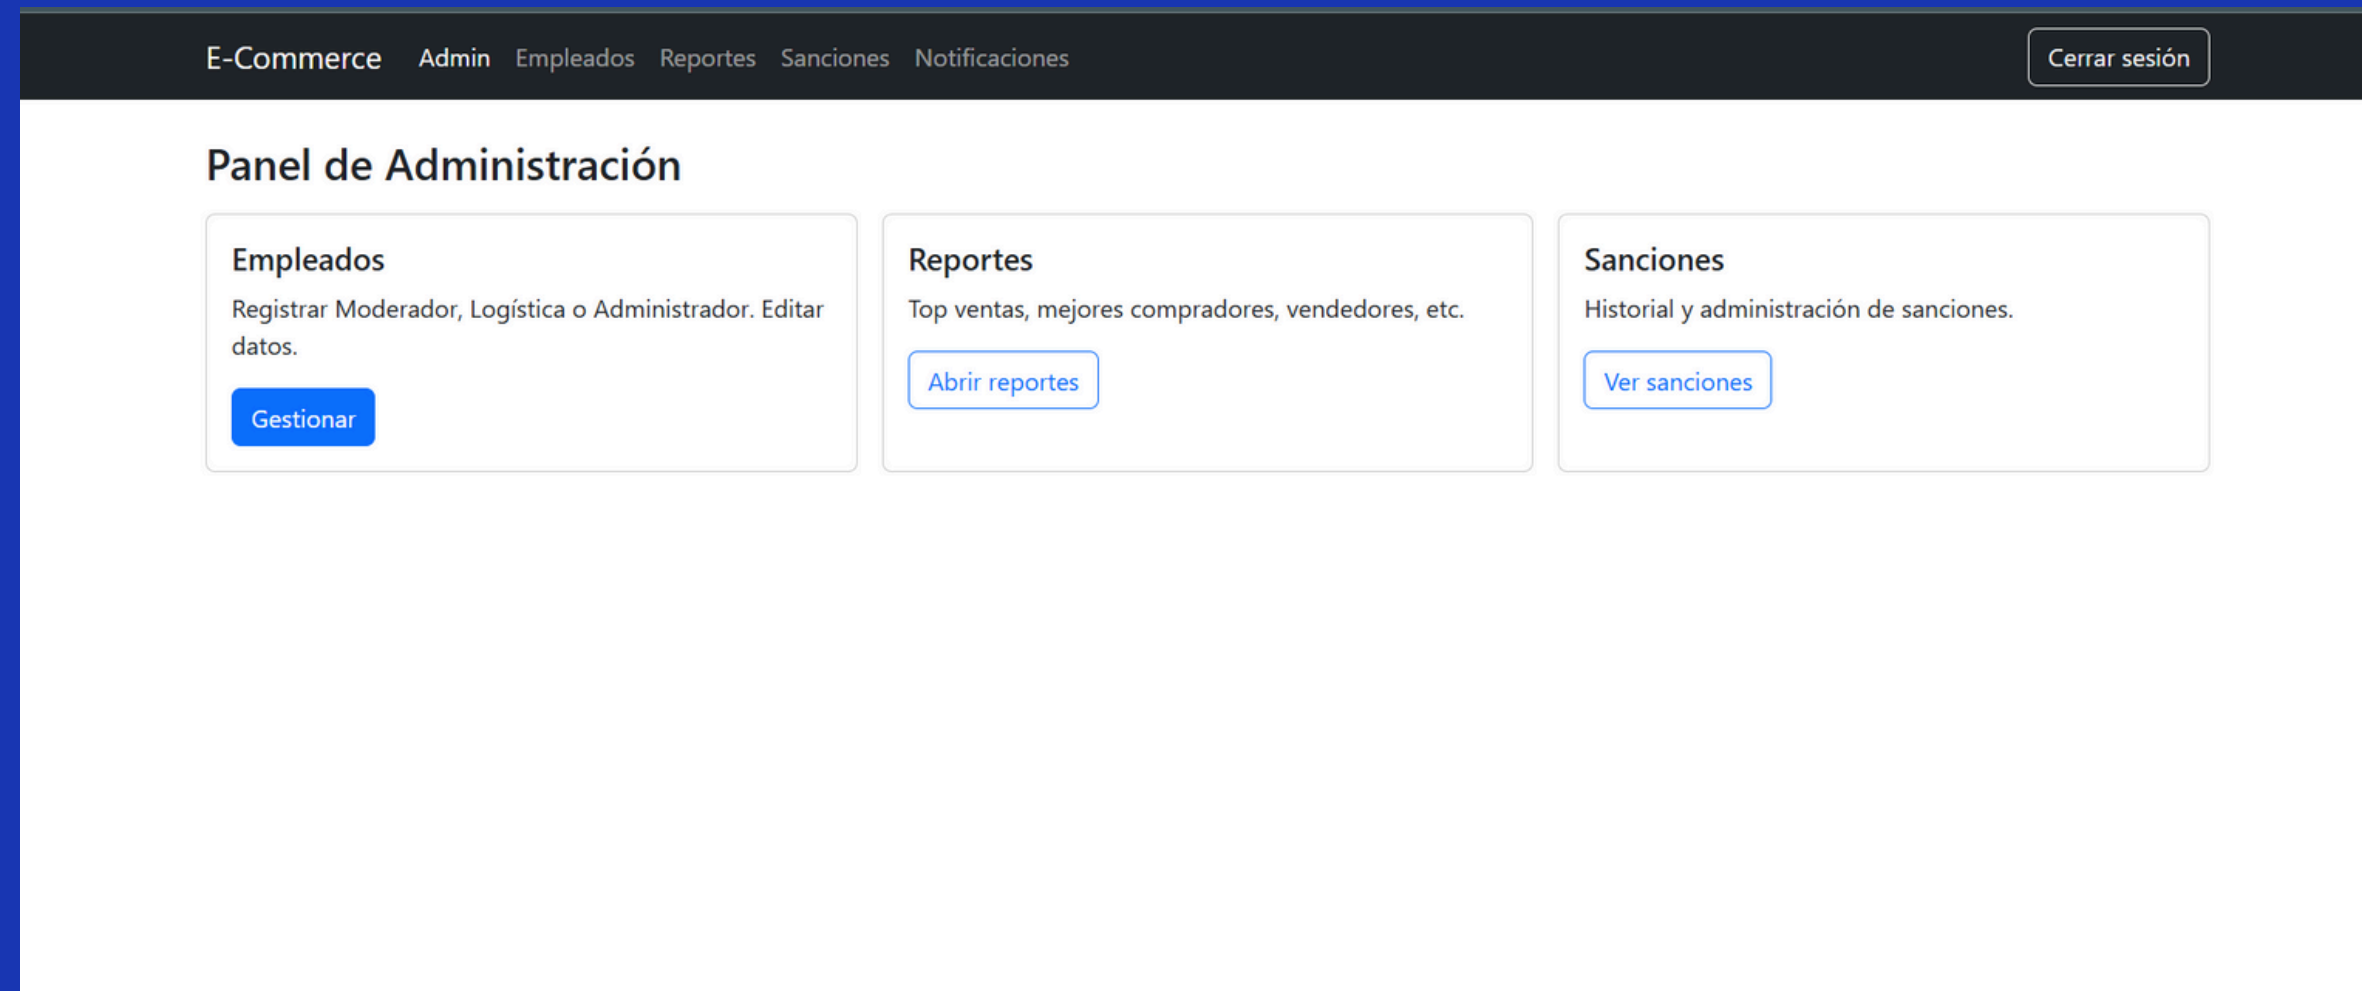 E-Commerce Admin Empleados Reportes Sanciones Notificaciones Cerrar sesión
Panel de Administración
Empleados
Registrar Moderador, Logística o Administrador. Editar
datos.
Gestionar
Reportes
Top ventas, mejores compradores, vendedores, etc.
Abrir reportes
Sanciones
Historial y administración de sanciones.
Ver sanciones